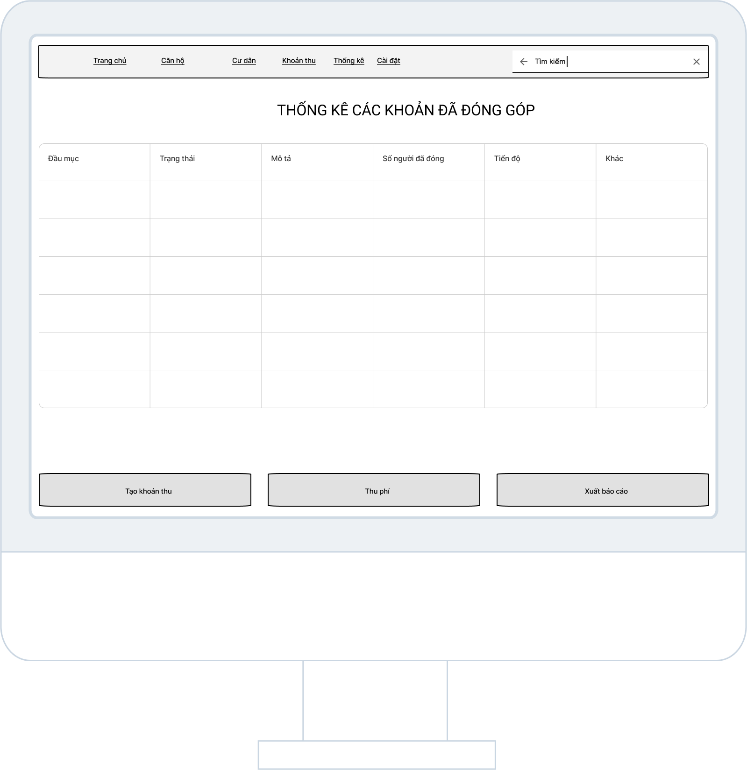 Trang chủ Căn hộ Cư dân Khoản thu Thống kê Cài đặt Tìm kiếm
THỐNG KÊ CÁC KHOẢN ĐÃ ĐÓNG GÓP
Đầu mục Trạng thái Mô tả Số người đã đóng Tiến độ Khác
Tạo khoản thu Thu phí Xuất báo cáo